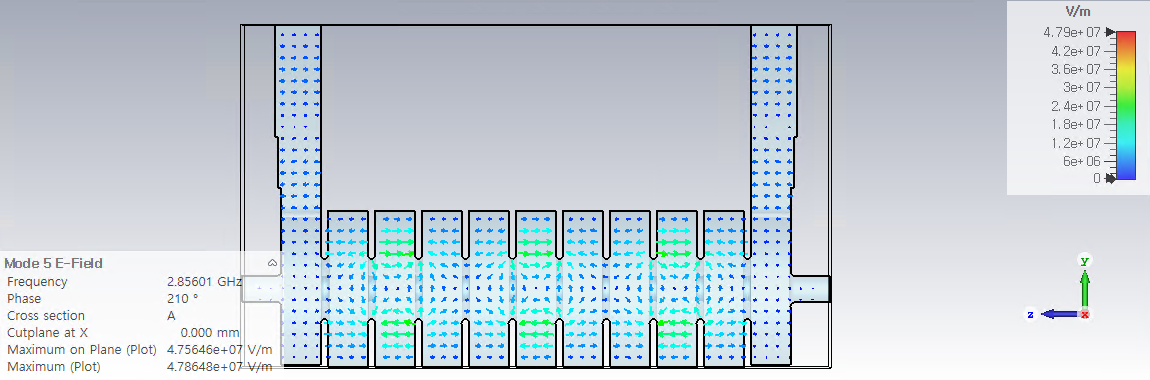 V/m
4.79e+07
4.2e+07
3.6e+07
3e+07
2.4e+07
1.8e+07
1.2e+07
6e+06
0
Mode 5 E-Field
Frequency 2.85601 GHz
Phase 210 °
Cross section A
Cutplane at X 0.000 mm
Maximum on Plane (Plot) 4.75646e+07 V/m
Maximum (Plot) 4.78648e+07 V/m
y
z x